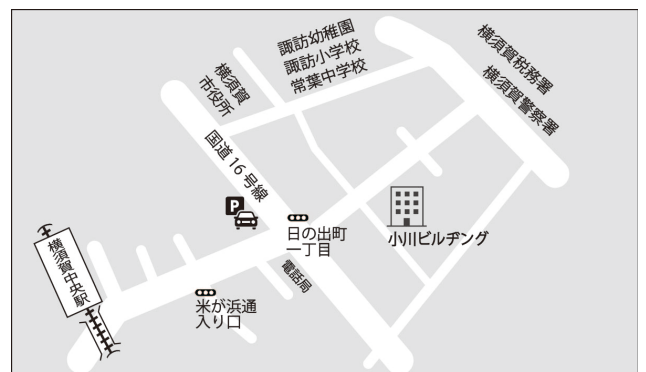 諏訪幼稚園
諏訪小学校
常葉中学校
横須賀税務署
横須賀警察署
横須賀
市役所
国道16号線
P
日の出町
一丁目
小川ビルヂング
電話局
横須賀中央駅
米が浜通
入り口